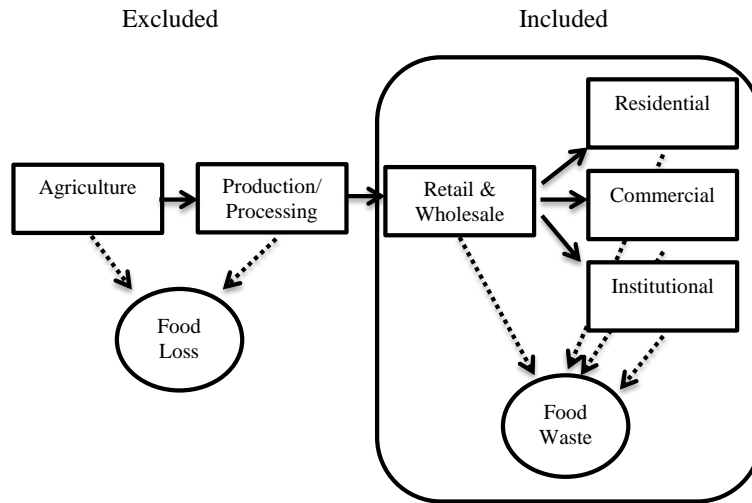 Excluded
Included
Residential
Agriculture
Production/
Processing
Retail &
Wholesale
Commercial
Institutional
Food
Loss
Food
Waste